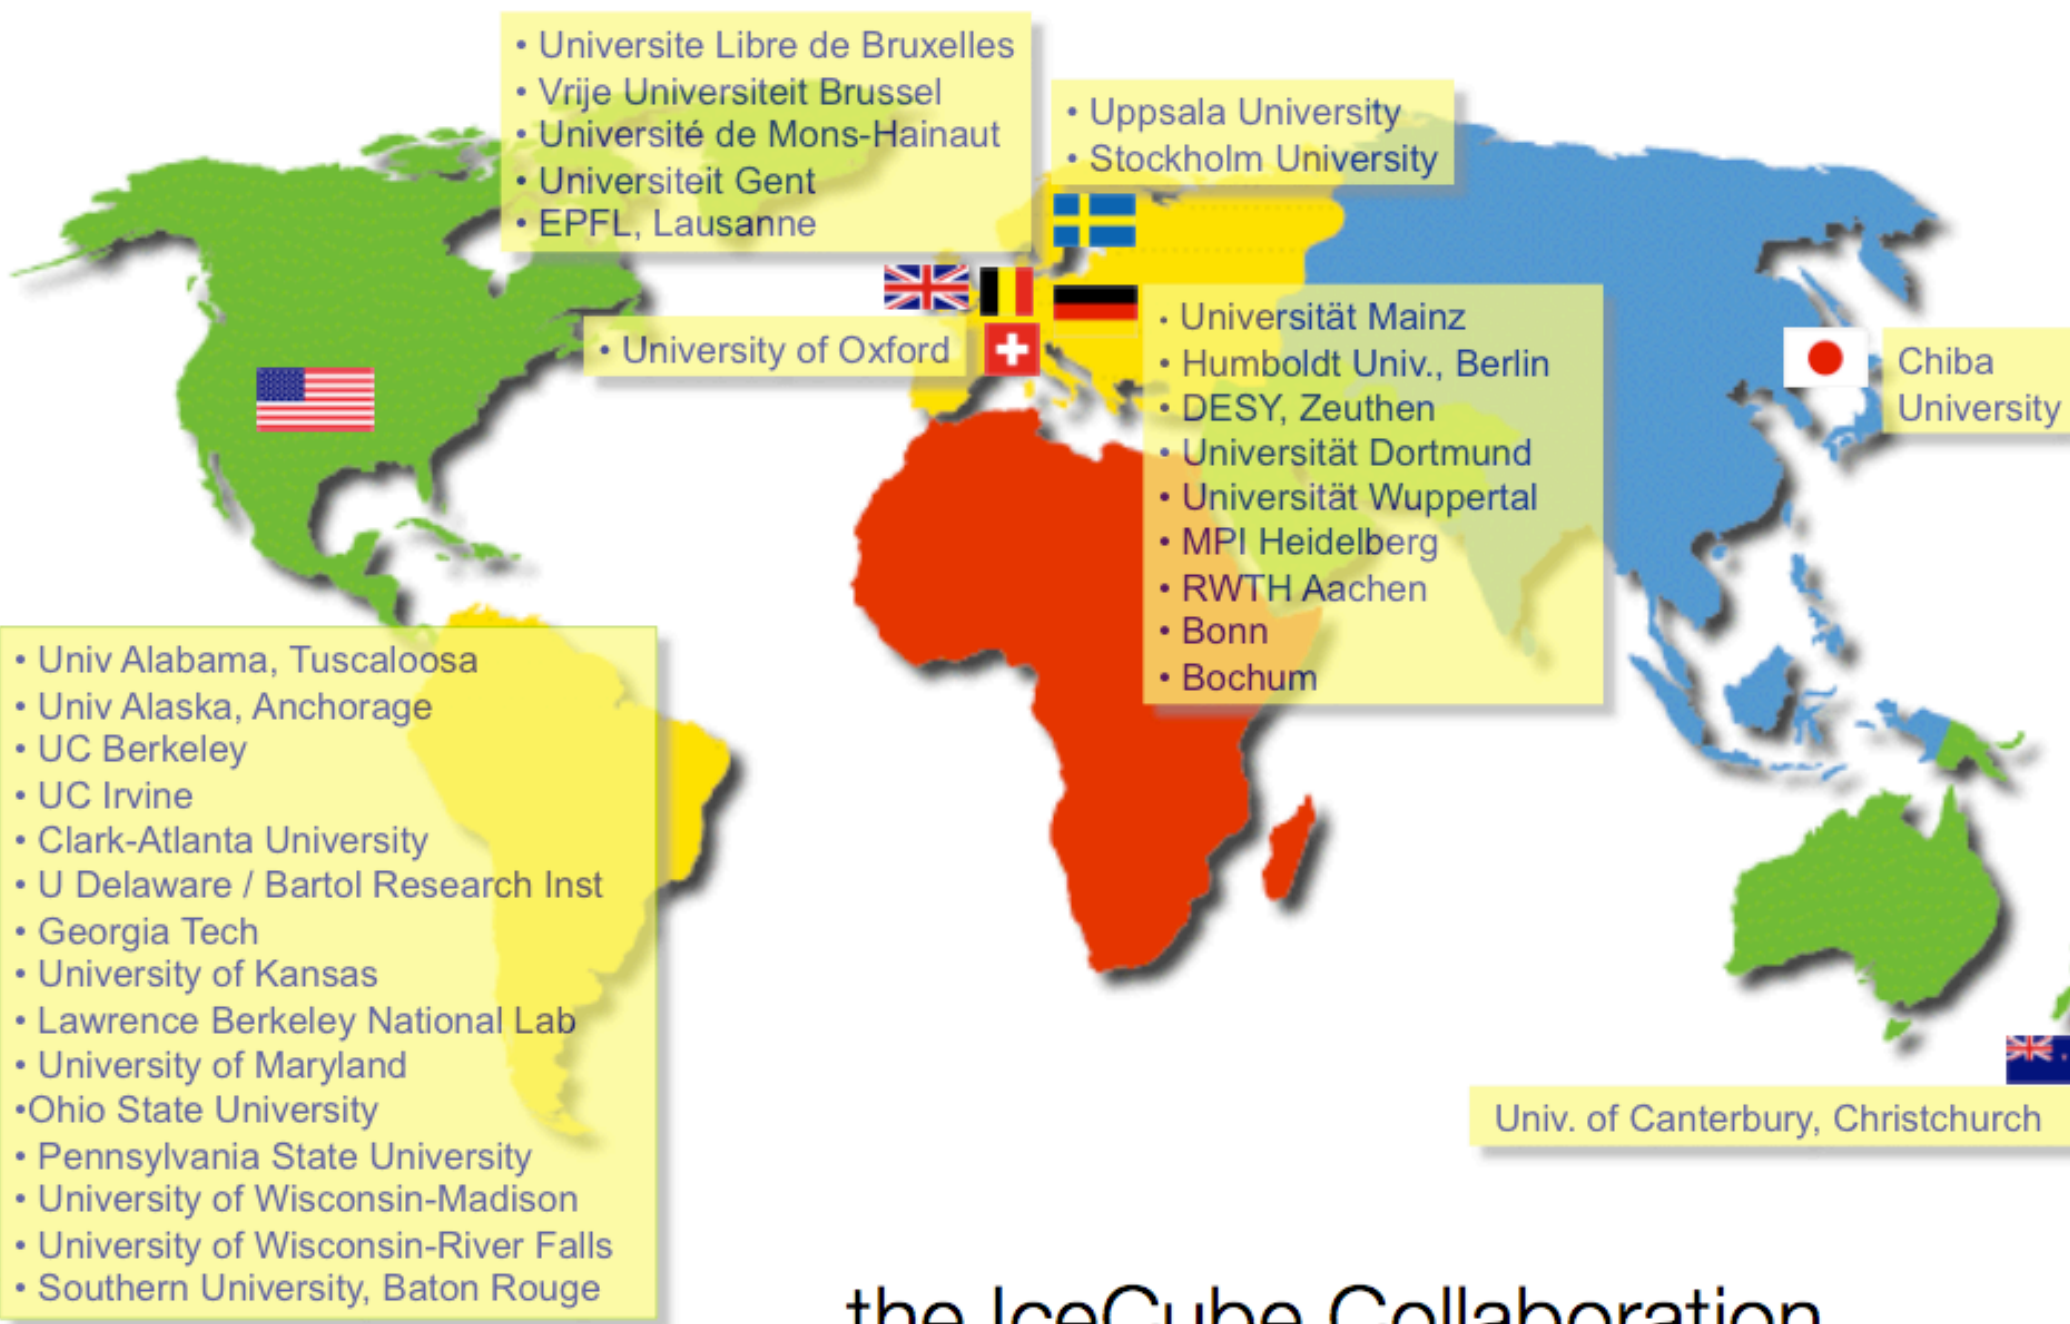 • Universite Libre de Bruxelles
• Vrije Universiteit Brussel
• Université de Mons-Hainaut
• Universiteit Gent
• EPFL, Lausanne
• Uppsala University
• Stockholm University
• University of Oxford
• Universität Mainz
• Humboldt Univ., Berlin
• DESY, Zeuthen
• Universität Dortmund
• Universität Wuppertal
• MPI Heidelberg
• RWTH Aachen
• Bonn
• Bochum
Chiba
University
• Univ Alabama, Tuscaloosa
• Univ Alaska, Anchorage
• UC Berkeley
• UC Irvine
• Clark-Atlanta University
• U Delaware / Bartol Research Inst
• Georgia Tech
• University of Kansas
• Lawrence Berkeley National Lab
• University of Maryland
•Ohio State University
• Pennsylvania State University
• University of Wisconsin-Madison
• University of Wisconsin-River Falls
• Southern University, Baton Rouge
Univ. of Canterbury, Christchurch
the IceCube Collaboration